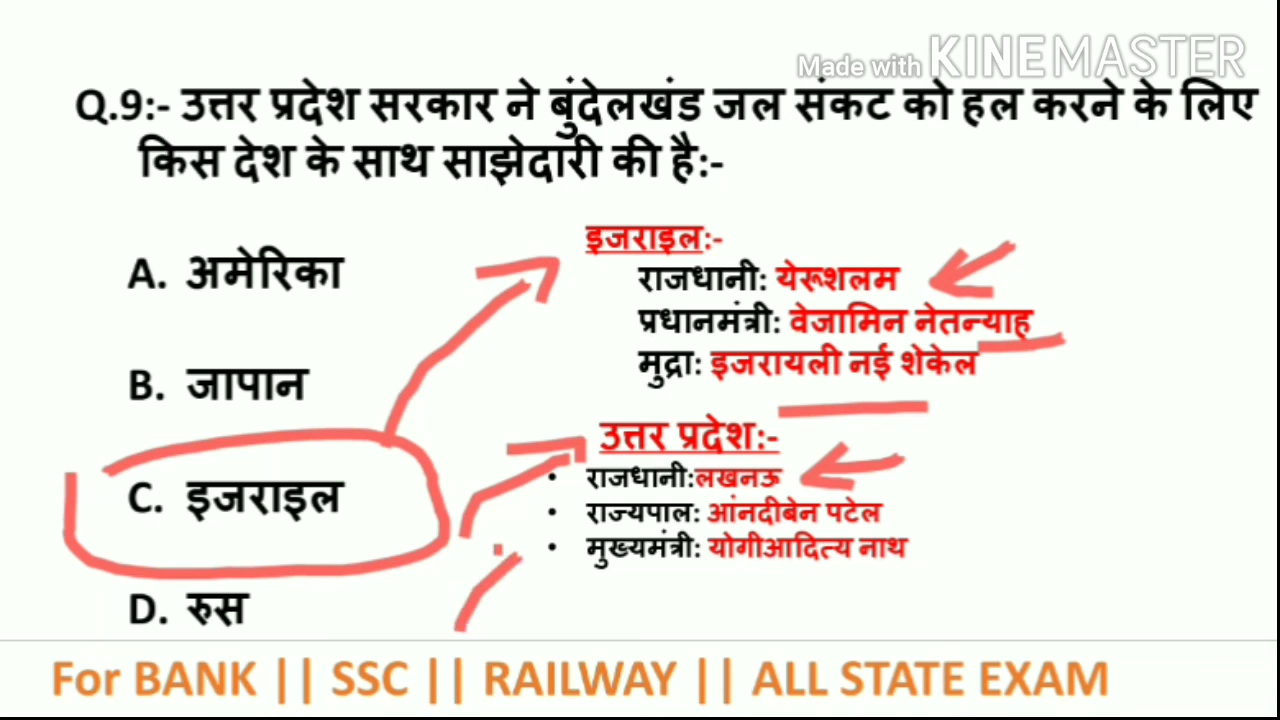 Made with KINEMASTER
Q.9:- उत्तर प्रदेश सरकार ने बुंदेलखंड जल संकट को हल करने के लिए
किस देश के साथ साझेदारी की है:-
A. अमेरिका
B. जापान
C. इजराइल
D. रुस
इजराइल:-
राजधानी: येरूशलम
प्रधानमंत्री: वेजामिन नेतन्याह
मुद्रा: इजरायली नई शेकेल
उत्तर प्रदेश:-
• राजधानी:लखनऊ
• राज्यपाल: आंनदीबेन पटेल
• मुख्यमंत्री: योगीआदित्य नाथ
For BANK || SSC || RAILWAY || ALL STATE EXAM